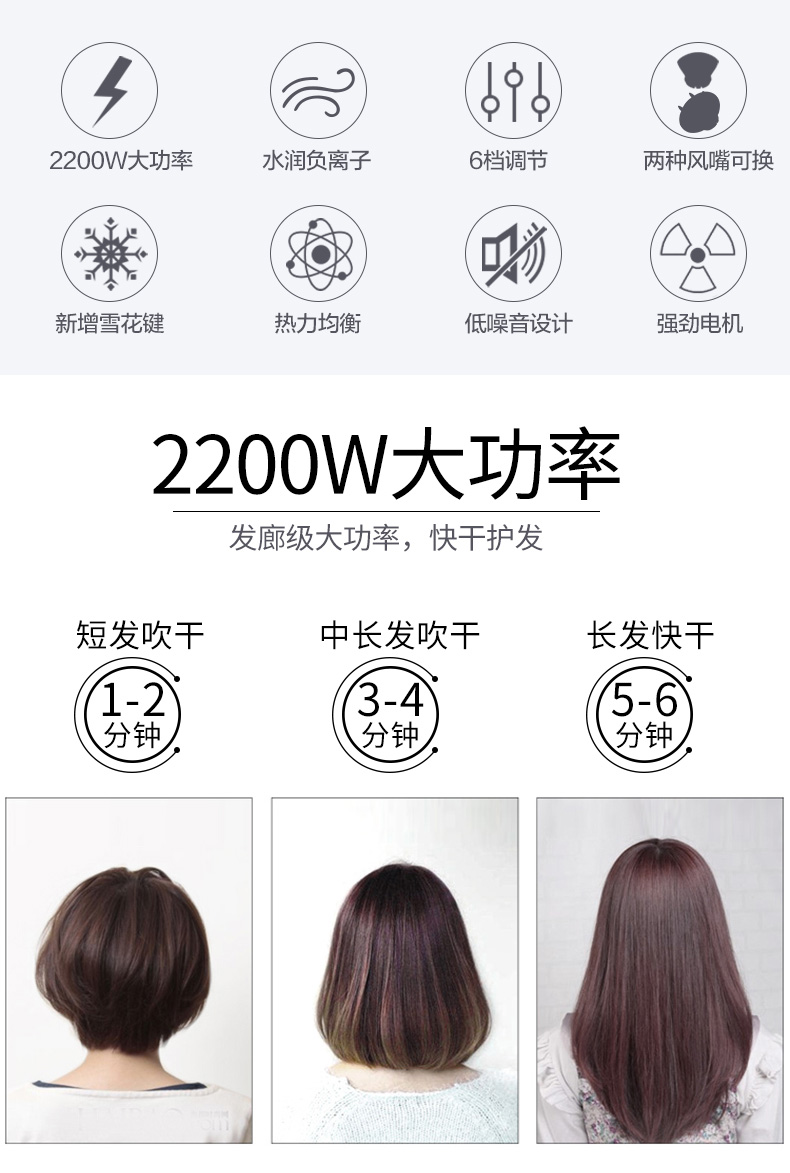 2200W大功率
水润负离子
6档调节
两种风嘴可换
新增雪花键
热力均衡
低噪音设计
强劲电机
2200W大功率
发廊级大功率，快干护发
短发吹干
1-2
分钟
中长发吹干
3-4
分钟
长发快干
5-6
分钟